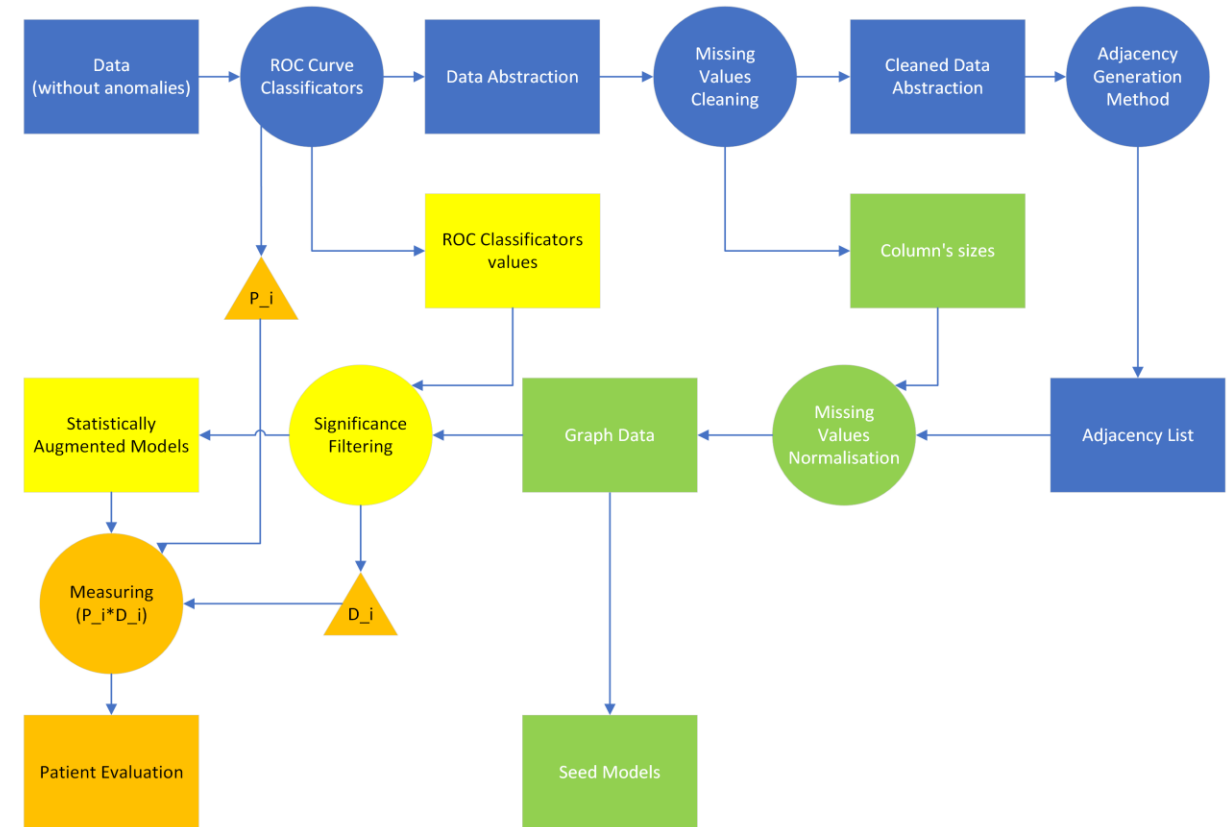 Data
(without anomalies)
ROC Curve
Classificators
Data Abstraction
Missing
Values
Cleaning
Cleaned Data
Abstraction
Adjacency
Generation
Method
ROC Classificators
values
Column's sizes
P_i
Statistically
Augmented Models
Significance
Filtering
Graph Data
Missing
Values
Normalisation
Adjacency List
Measuring
(P_i*D_i)
D_i
Patient Evaluation
Seed Models